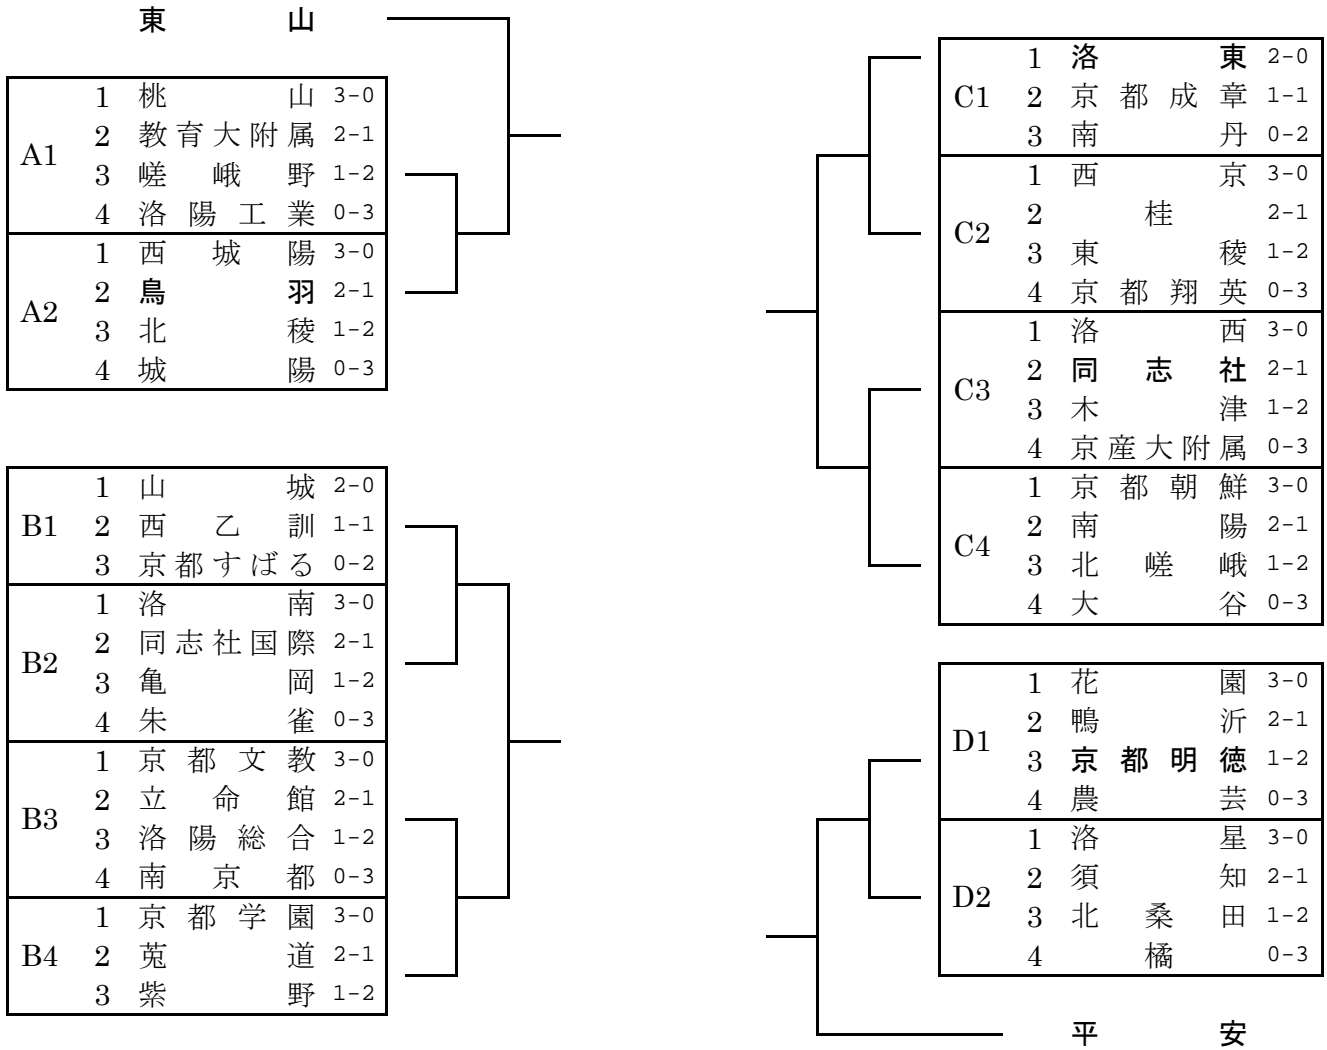 東山
A1
1 桃山 3-0
2 教育大附属 2-1
3 嵯峨野 1-2
4 洛陽工業 0-3
A2
1 西城陽 3-0
2 鳥羽 2-1
3 北稜 1-2
4 城陽 0-3
B1
1 山城 2-0
2 西乙訓 1-1
3 京都すばる 0-2
B2
1 洛南 3-0
2 同志社国際 2-1
3 亀岡 1-2
4 朱雀 0-3
B3
1 京都文教 3-0
2 立命館 2-1
3 洛陽総合 1-2
4 南京都 0-3
B4
1 京都学園 3-0
2 莵道 2-1
3 紫野 1-2
C1
1 洛東 2-0
2 京都成章 1-1
3 南丹 0-2
C2
1 西京 3-0
2 桂 2-1
3 東稜 1-2
4 京都翔英 0-3
C3
1 洛西 3-0
2 同志社 2-1
3 木津 1-2
4 京産大附属 0-3
C4
1 京都朝鮮 3-0
2 南陽 2-1
3 北嵯峨 1-2
4 大谷 0-3
D1
1 花園 3-0
2 鴨沂 2-1
3 京都明徳 1-2
4 農芸 0-3
D2
1 洛星 3-0
2 須知 2-1
3 北桑田 1-2
4 橘 0-3
平安